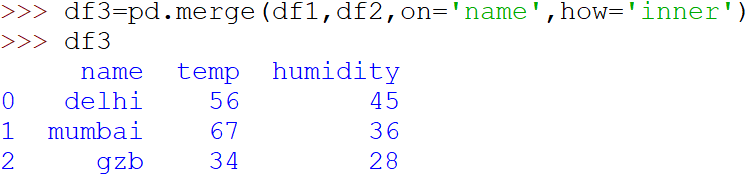 >>> df3=pd.merge(df1,df2,on='name',how='inner')
>>> df3
     name  temp  humidity
0   delhi    56        45
1  mumbai    67        36
2     gzb    34        28